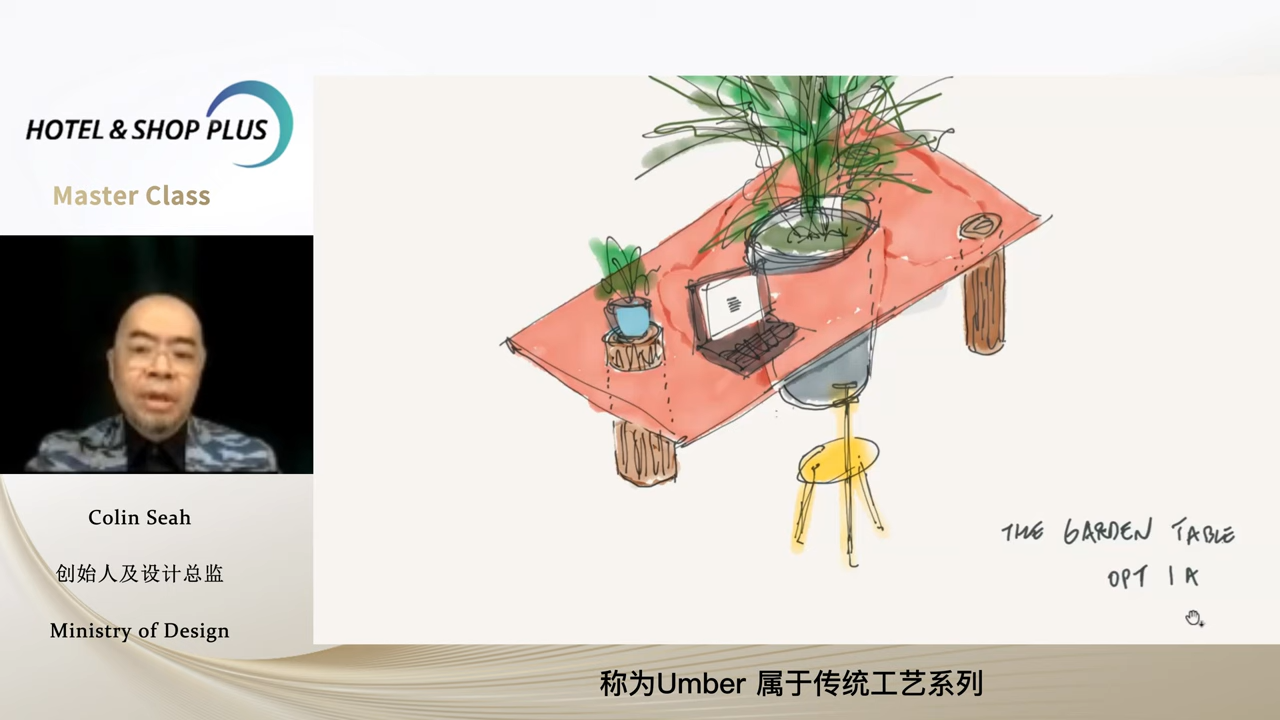 HOTEL & SHOP PLUS
Master Class
Colin Seah
创始人及设计总监
Ministry of Design
THE GARDEN TABLE
OPT 1A
称为Umber 属于传统工艺系列